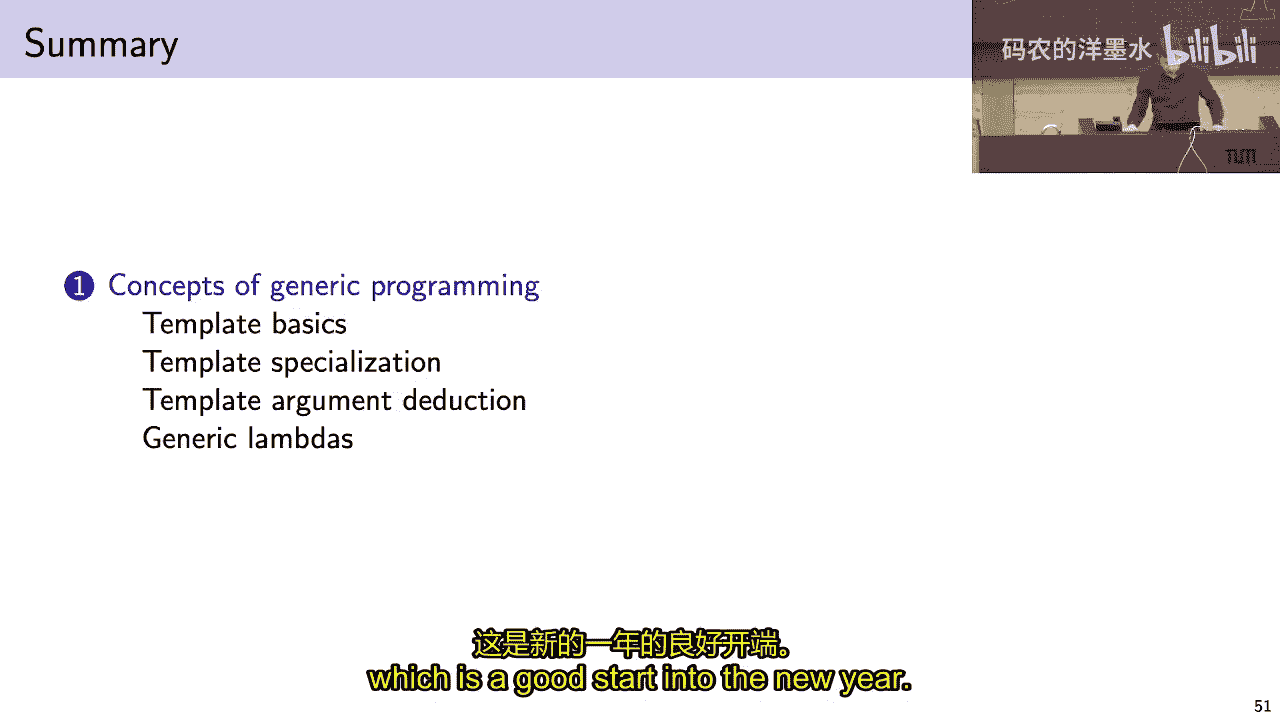 Summary
码农的洋墨水 bilibili
TUM
1 Concepts of generic programming
Template basics
Template specialization
Template argument deduction
Generic lambdas
这是新的一年的良好开端。
which is a good start into the new year.
51